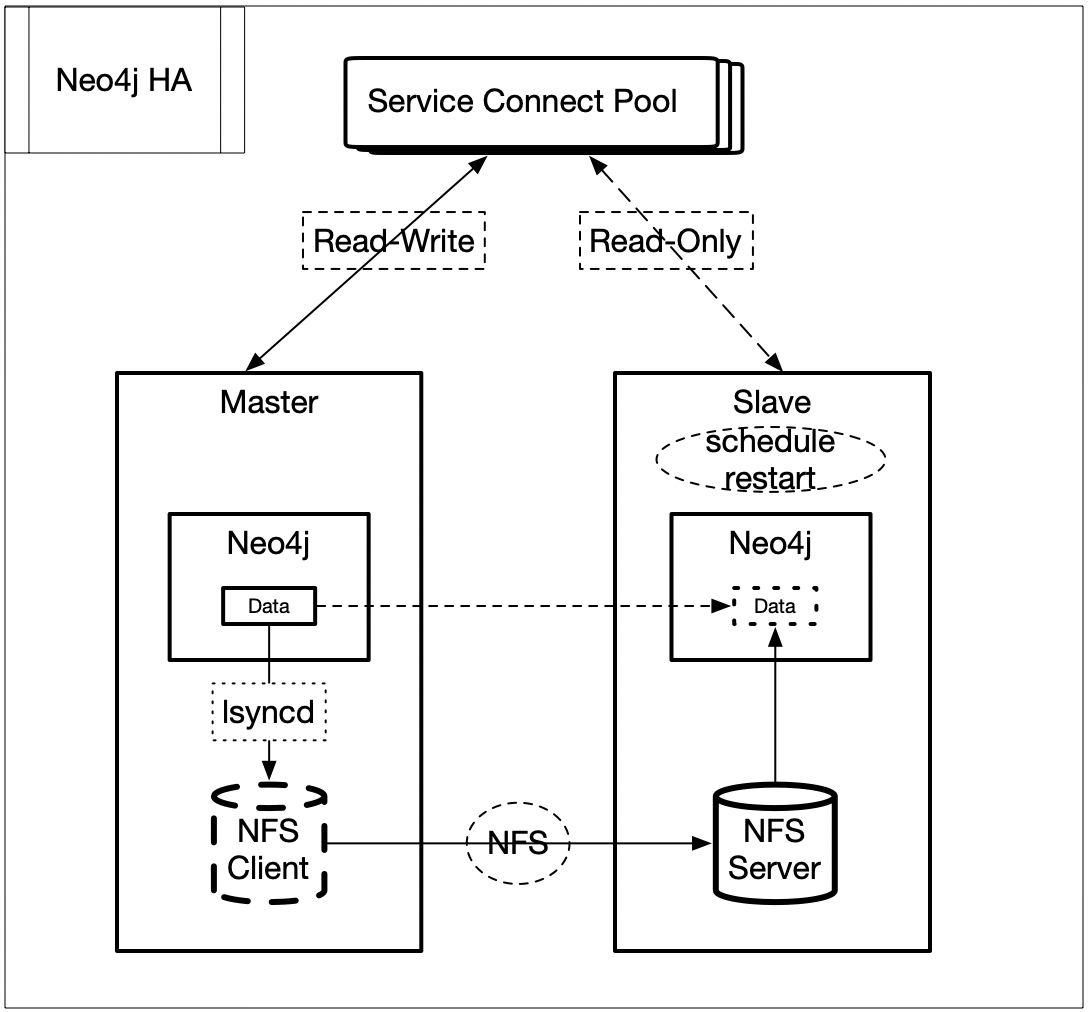 Neo4j HA
Service Connect Pool
Read-Write
Read-Only
Master
Slave
schedule
restart
Neo4j
Neo4j
Data
Data
lsyncd
NFS
Client
NFS
NFS
Server